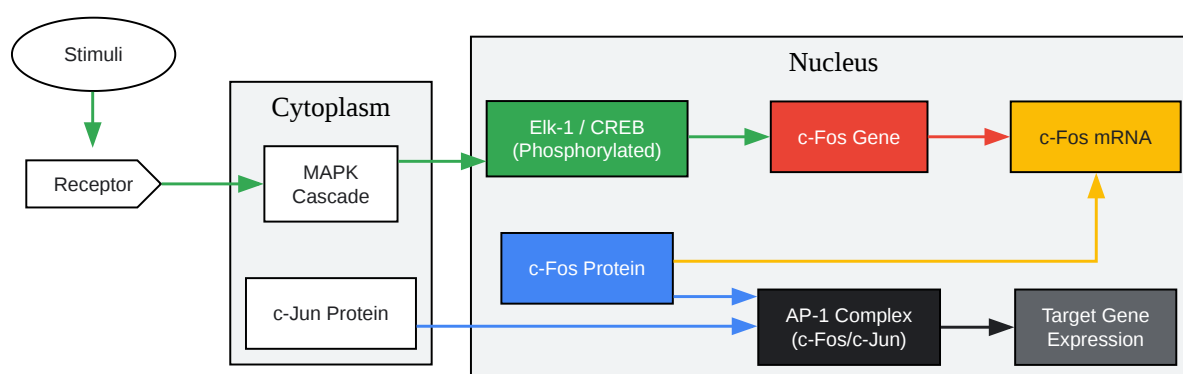 Stimuli
Receptor
Cytoplasm
MAPK
Cascade
c-Jun Protein
Nucleus
Elk-1 / CREB
(Phosphorylated)
c-Fos Gene
c-Fos mRNA
c-Fos Protein
AP-1 Complex
(c-Fos/c-Jun)
Target Gene
Expression